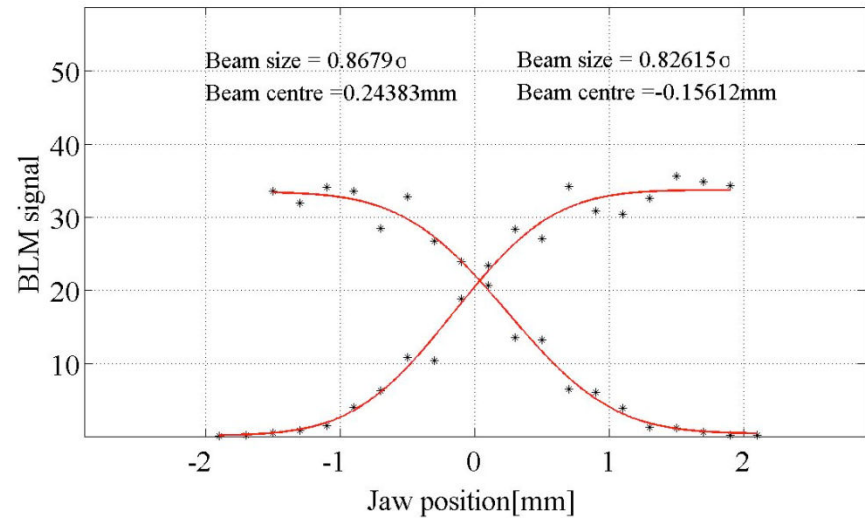 Beam size = 0.8679σ
Beam size = 0.82615σ
Beam centre =0.24383mm
Beam centre =-0.15612mm
50
40
30
20
10
BLM signal
-2
-1
0
1
2
Jaw position[mm]